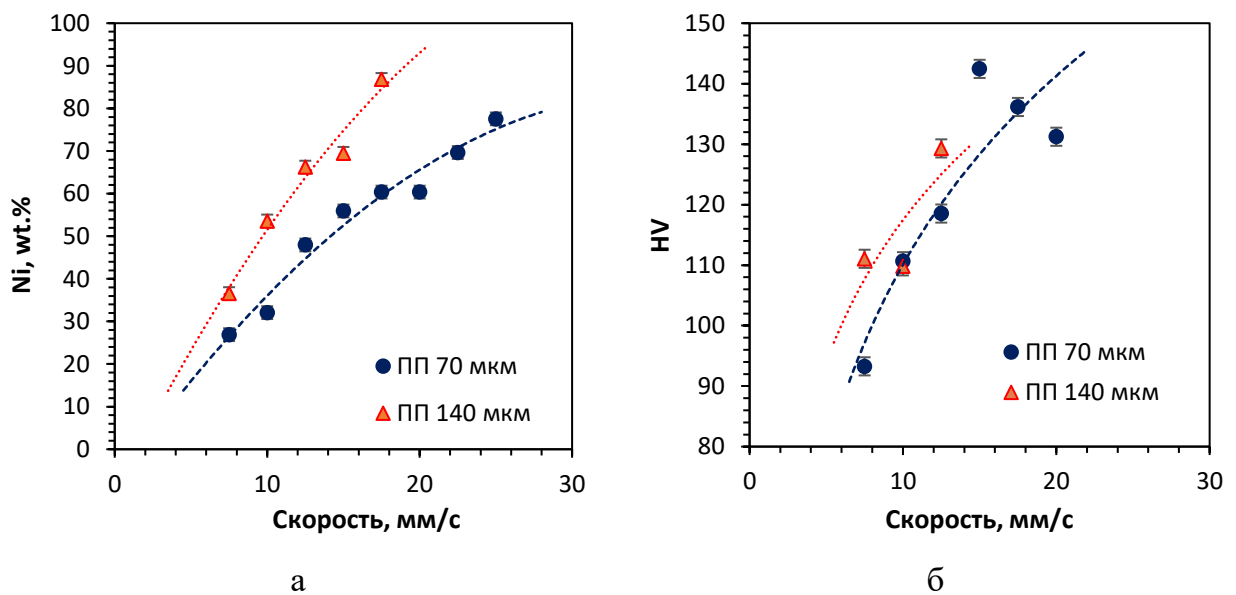 100
90
80
70
60
50
40
30
20
10
0
Ni, wt.%
0 10 20 30
Скорость, мм/с
ПП 70 мкм
ПП 140 мкм
а
150
140
130
120
110
100
90
80
HV
0 10 20 30
Скорость, мм/с
ПП 70 мкм
ПП 140 мкм
б